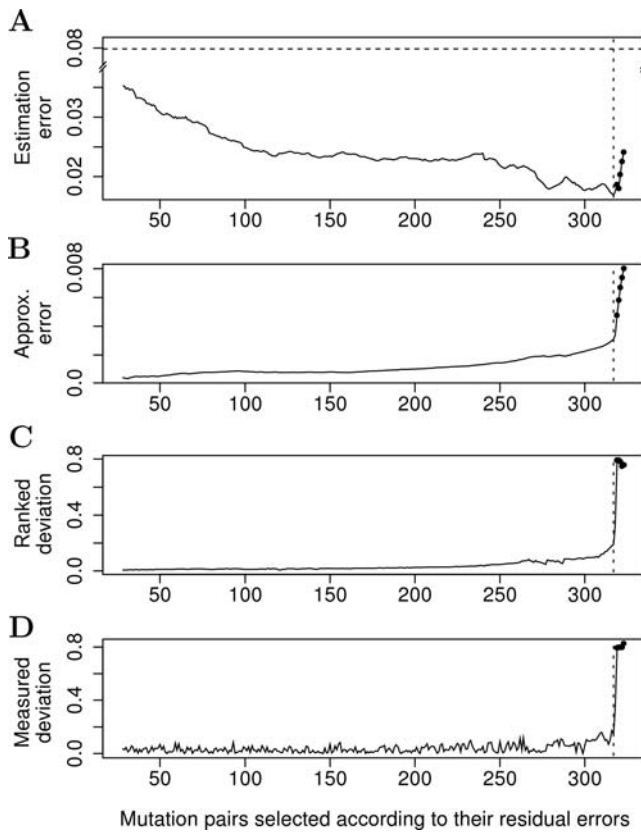 A
Estimation
error
0.02
0.03
0.08
50 100 150 200 250 300
B
Approx.
error
0.0
0.008
50 100 150 200 250 300
C
Ranked
deviation
0.0
0.4
0.8
50 100 150 200 250 300
D
Measured
deviation
0.0
0.4
0.8
50 100 150 200 250 300
Mutation pairs selected according to their residual errors